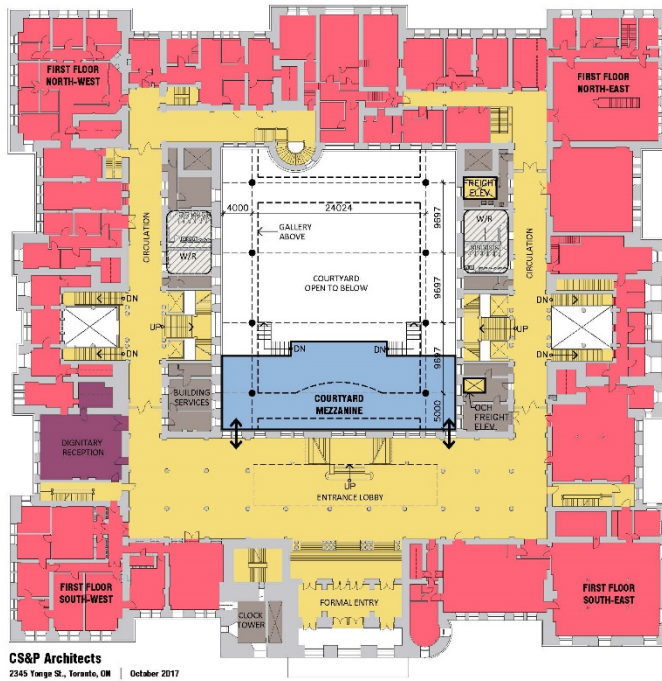 FIRST FLOOR
NORTH-WEST
FIRST FLOOR
NORTH-EAST
FREIGHT
ELEV.
4000
24024
9697
GALLERY
ABOVE
W/R
W/R
CIRCULATION
CIRCULATION
COURTYARD
OPEN TO BELOW
9697
DN
DN
UP
UP
DN
DN
DN
DN
9697
BUILDING
SERVICES
COURTYARD
MEZZANINE
5000
OCH
FREIGHT
ELEV.
DIGNITARY
RECEPTION
UP
ENTRANCE LOBBY
FIRST FLOOR
SOUTH-WEST
FIRST FLOOR
SOUTH-EAST
FORMAL ENTRY
CLOCK
TOWER
CS&P Architects
2345 Yonge St., Toronto, ON | October 2017